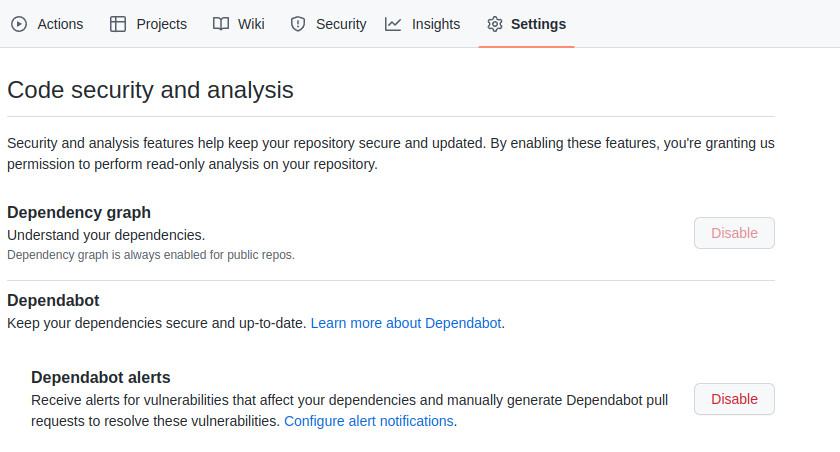 Actions Projects Wiki Security Insights Settings
Code security and analysis
Security and analysis features help keep your repository secure and updated. By enabling these features, you're granting us
permission to perform read-only analysis on your repository.
Dependency graph
Understand your dependencies.
Dependency graph is always enabled for public repos.
Disable
Dependabot
Keep your dependencies secure and up-to-date. Learn more about Dependabot.
Dependabot alerts
Receive alerts for vulnerabilities that affect your dependencies and manually generate Dependabot pull
requests to resolve these vulnerabilities. Configure alert notifications.
Disable